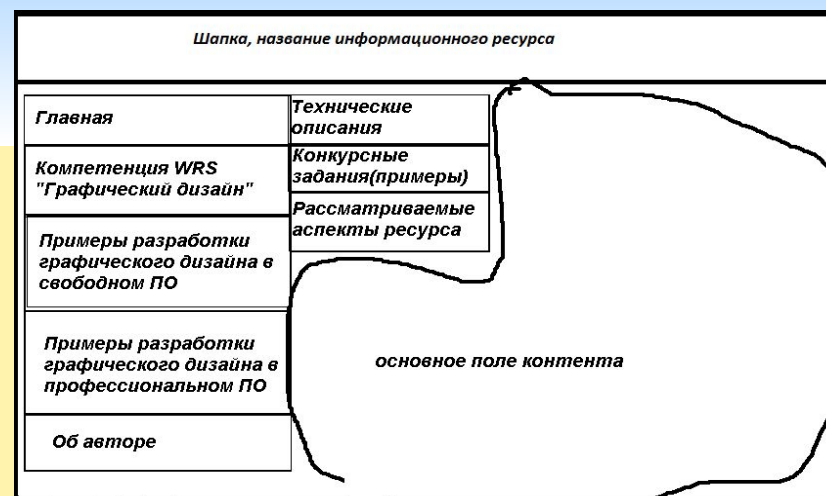 Шапка, название информационного ресурса
Главная
Компетенция WRS
"Графический дизайн"
Примеры разработки
графического дизайна в
свободном ПО
Примеры разработки
графического дизайна в
профессиональном ПО
Об авторе
Технические
описания
Конкурсные
задания(примеры)
Рассматриваемые
аспекты ресурса
основное поле контента